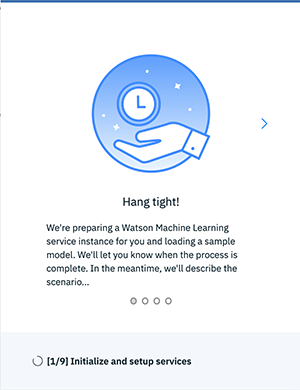 Hang tight!
We're preparing a Watson Machine Learning
service instance for you and loading a sample
model. We'll let you know when the process is
complete. In the meantime, we'll describe the
scenario...
[1/9] Initialize and setup services